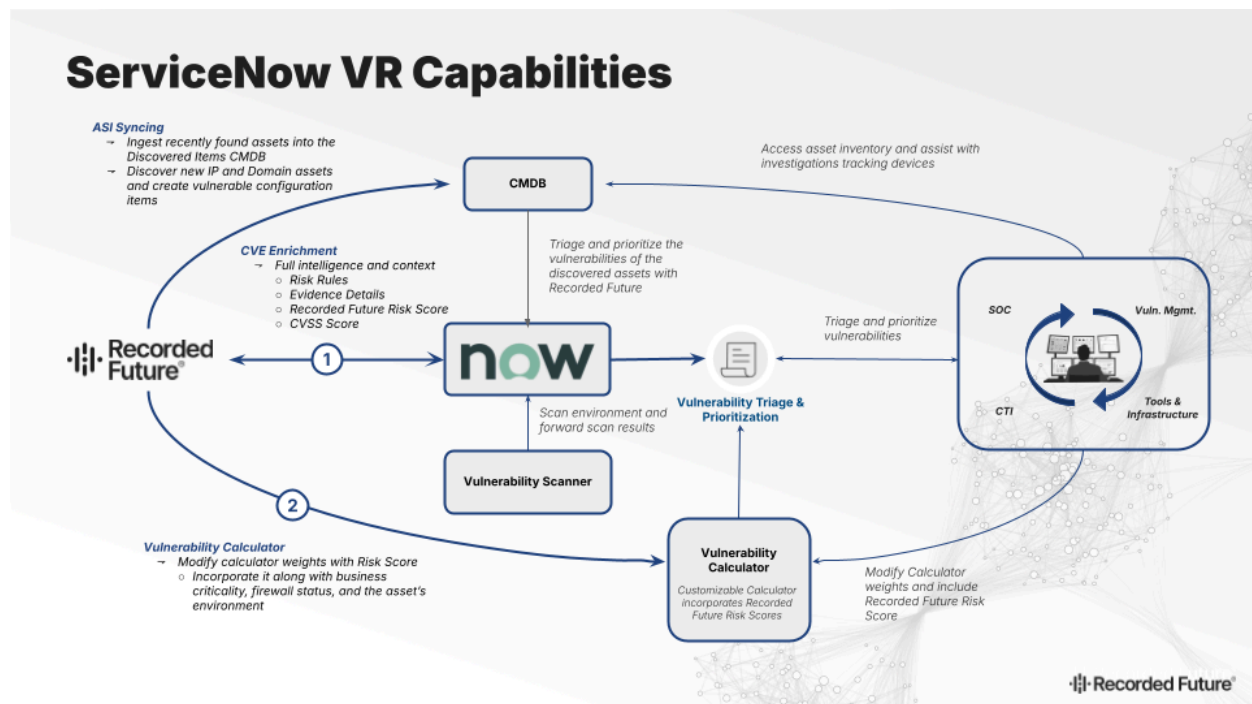 ServiceNow VR Capabilities
ASI Syncing
→ Ingest recently found assets into the
Discovered Items CMDB
→ Discover new IP and Domain assets
and create vulnerable configuration
items
CMDB
Access asset inventory and assist with
investigations tracking devices
CVE Enrichment
→ Full intelligence and context
○ Risk Rules
○ Evidence Details
○ Recorded Future Risk Score
○ CVSS Score
Triage and prioritize the
vulnerabilities of the
discovered assets with
Recorded Future
Recorded
Future®
1
now
Vulnerability Triage &
Prioritization
Triage and prioritize
vulnerabilities
SOC
Vuln. Mgmt.
CTI
Tools &
Infrastructure
Scan environment and
forward scan results
Vulnerability Scanner
2
Vulnerability Calculator
→ Modify calculator weights with Risk Score
○ Incorporate it along with business
criticality, firewall status, and the asset's
environment
Vulnerability
Calculator
Customizable Calculator
incorporates Recorded
Future Risk Scores
Modify Calculator
weights and include
Recorded Future Risk
Score
Recorded Future®